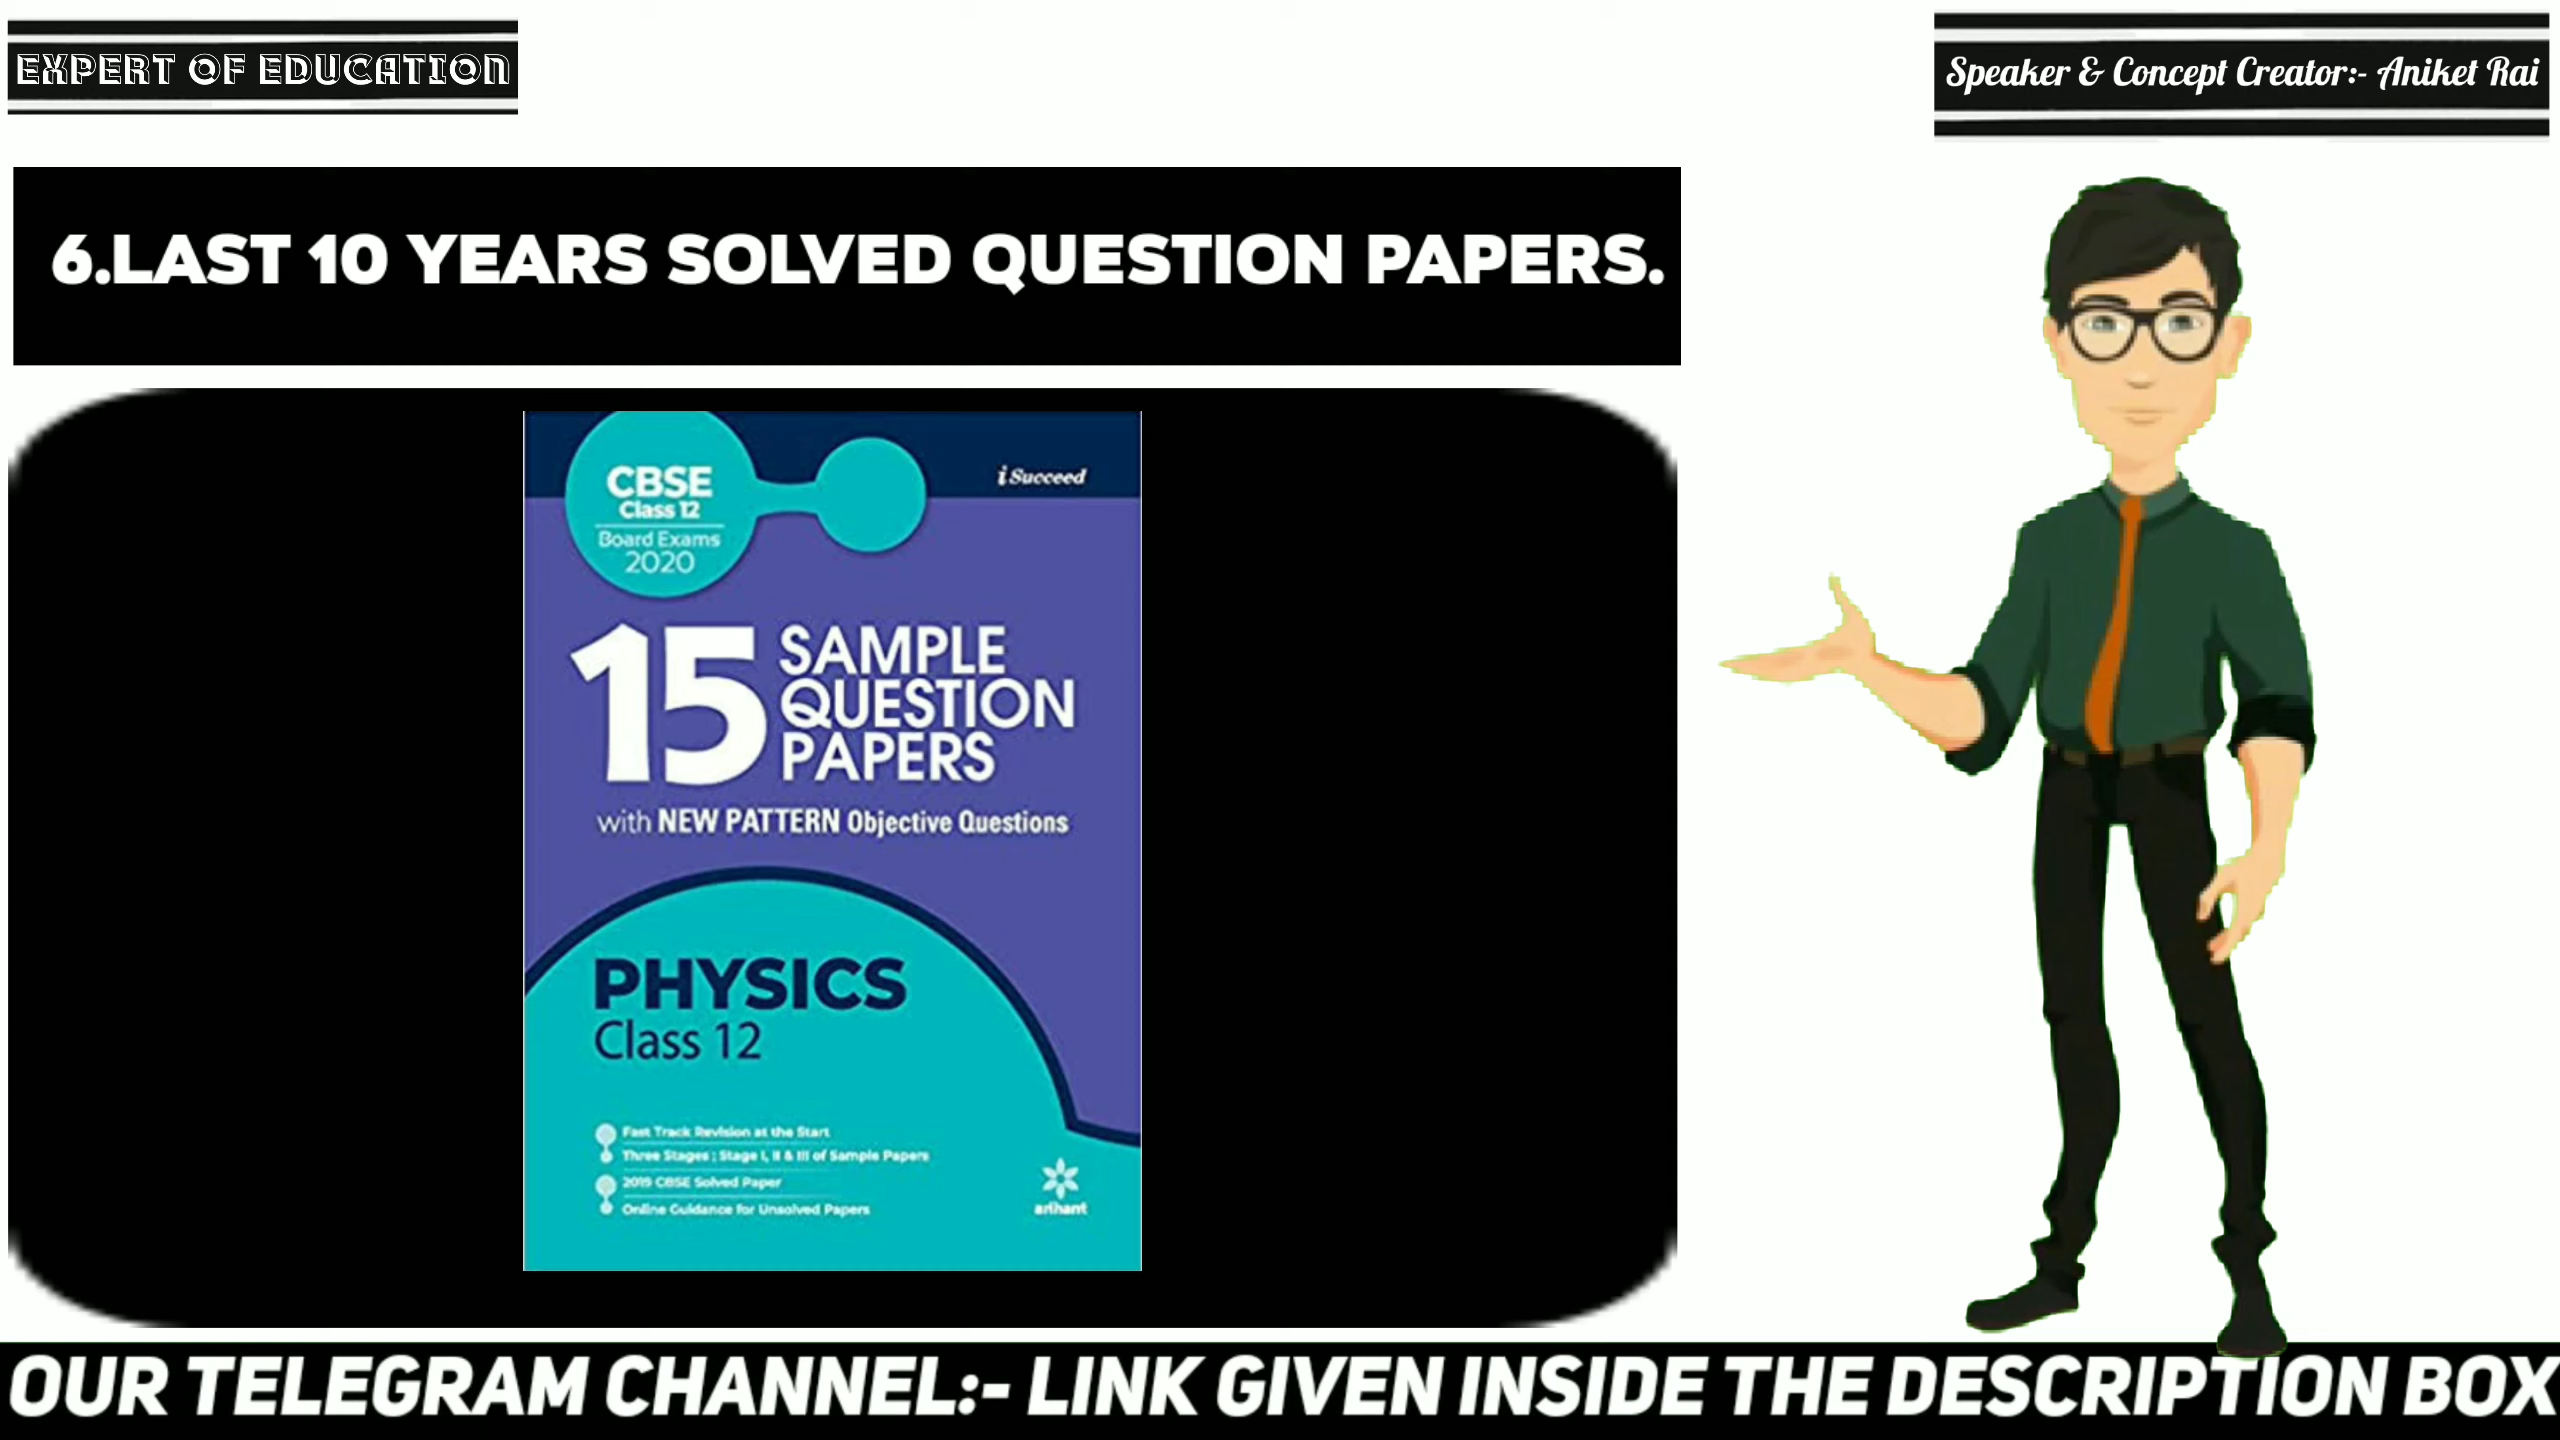 EXPERT OF EDUCATION
Speaker & Concept Creator:- Aniket Rai
6.LAST 10 YEARS SOLVED QUESTION PAPERS.
CBSE
Class 12
Board Exams
2020
i Succeed
15 SAMPLE
QUESTION
PAPERS
with NEW PATTERN Objective Questions
PHYSICS
Class 12
Fast Track Revision at the Start
Three Stages ; Stage I, II & III of Sample Papers
2019 CBSE Solved Paper
Online Guidance for Unsolved Papers
arihant
OUR TELEGRAM CHANNEL:- LINK GIVEN INSIDE THE DESCRIPTION BOX